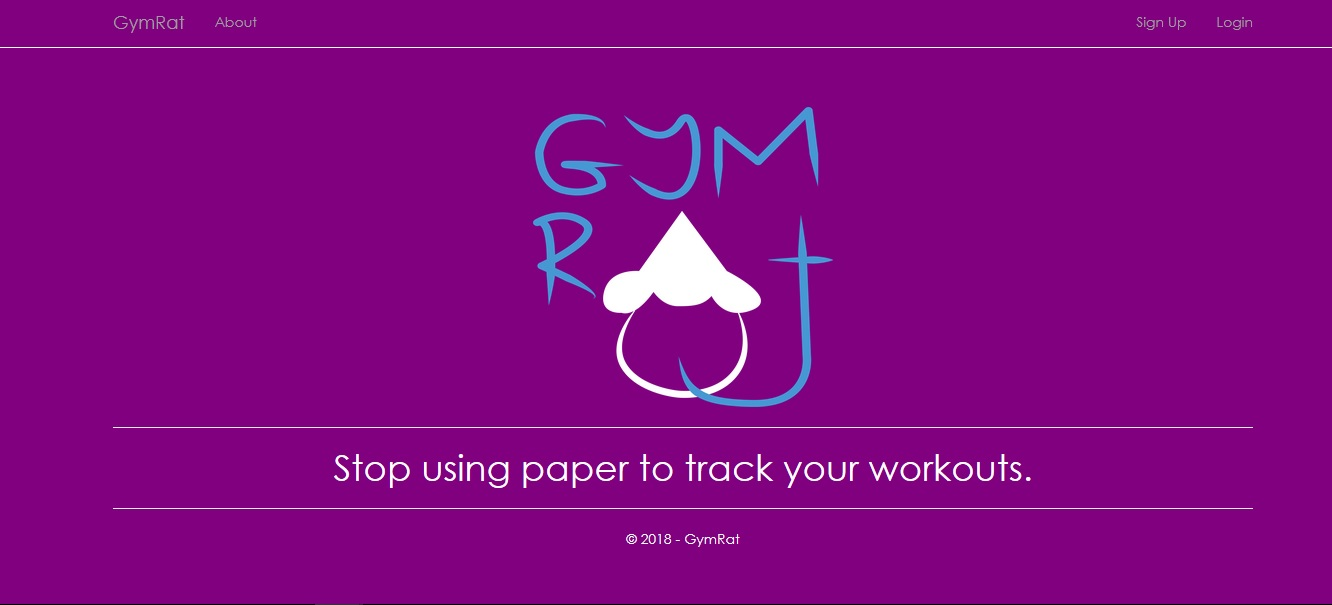 GymRat About Sign Up Login
GYM
RAt
Stop using paper to track your workouts.
© 2018 - GymRat